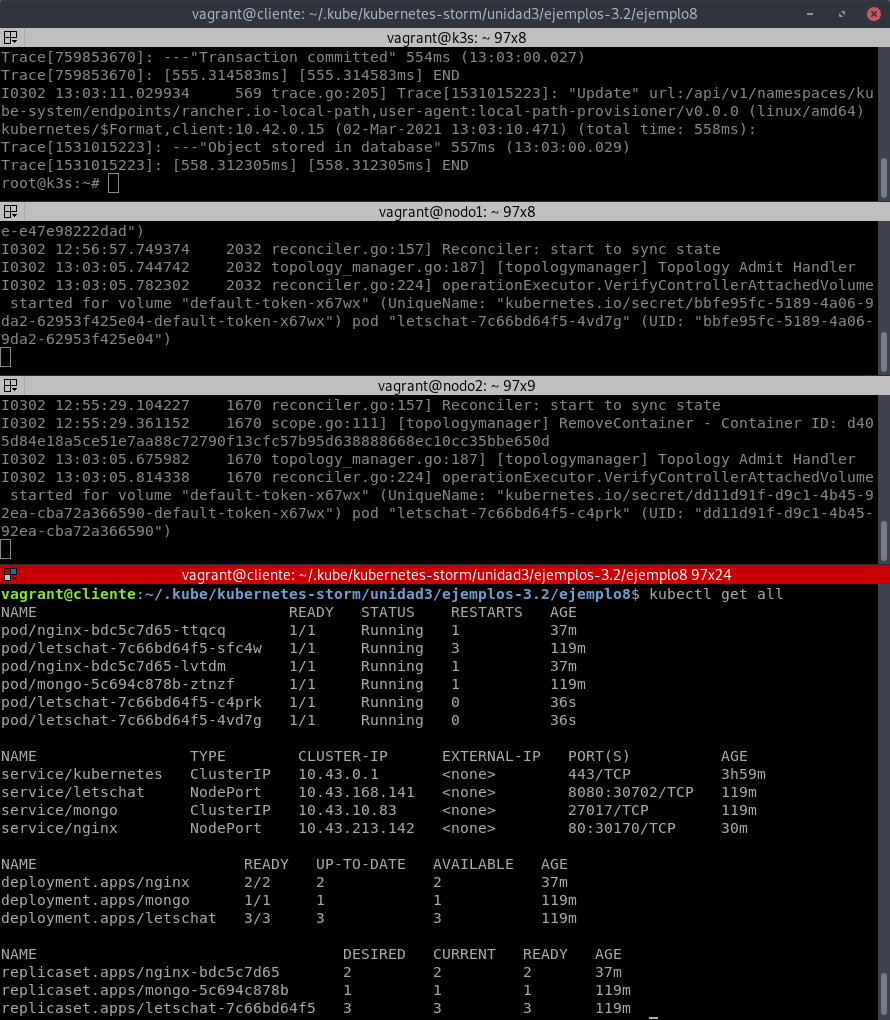 vagrant@cliente: ~/.kube/kubernetes-storm/unidad3/ejemplos-3.2/ejemplo8
vagrant@k3s: ~ 97x8
Trace[759853670]: ---"Transaction committed" 554ms (13:03:00.027)
Trace[759853670]: [555.314583ms] [555.314583ms] END
I0302 13:03:11.029934     569 trace.go:205] Trace[1531015223]: "Update" url:/api/v1/namespaces/ku
be-system/endpoints/rancher.io-local-path,user-agent:local-path-provisioner/v0.0.0 (linux/amd64)
kubernetes/$Format,client:10.42.0.15 (02-Mar-2021 13:03:10.471) (total time: 558ms):
Trace[1531015223]: ---"Object stored in database" 557ms (13:03:00.029)
Trace[1531015223]: [558.312305ms] [558.312305ms] END
root@k3s:~#
vagrant@nodo1: ~ 97x8
e-e47e98222dad")
I0302 12:56:57.749374    2032 reconciler.go:157] Reconciler: start to sync state
I0302 13:03:05.744742    2032 topology_manager.go:187] [topologymanager] Topology Admit Handler
I0302 13:03:05.782302    2032 reconciler.go:224] operationExecutor.VerifyControllerAttachedVolume
 started for volume "default-token-x67wx" (UniqueName: "kubernetes.io/secret/bbfe95fc-5189-4a06-9
da2-62953f425e04-default-token-x67wx") pod "letschat-7c66bd64f5-4vd7g" (UID: "bbfe95fc-5189-4a06-
9da2-62953f425e04")
vagrant@nodo2: ~ 97x9
I0302 12:55:29.104227    1670 reconciler.go:157] Reconciler: start to sync state
I0302 12:55:29.361152    1670 scope.go:111] [topologymanager] RemoveContainer - Container ID: d40
5d84e18a5ce51e7aa88c72790f13cfc57b95d638888668ec10cc35bbe650d
I0302 13:03:05.675982    1670 topology_manager.go:187] [topologymanager] Topology Admit Handler
I0302 13:03:05.814338    1670 reconciler.go:224] operationExecutor.VerifyControllerAttachedVolume
 started for volume "default-token-x67wx" (UniqueName: "kubernetes.io/secret/dd11d91f-d9c1-4b45-9
2ea-cba72a366590-default-token-x67wx") pod "letschat-7c66bd64f5-c4prk" (UID: "dd11d91f-d9c1-4b45-
92ea-cba72a366590")
vagrant@cliente: ~/.kube/kubernetes-storm/unidad3/ejemplos-3.2/ejemplo8 97x24
vagrant@cliente:~/.kube/kubernetes-storm/unidad3/ejemplos-3.2/ejemplo8$ kubectl get all
NAME                            READY   STATUS    RESTARTS   AGE
pod/nginx-bdc5c7d65-ttqcq       1/1     Running   1          37m
pod/letschat-7c66bd64f5-sfc4w   1/1     Running   3          119m
pod/nginx-bdc5c7d65-lvtdm       1/1     Running   1          37m
pod/mongo-5c694c878b-ztnzf      1/1     Running   1          119m
pod/letschat-7c66bd64f5-c4prk   1/1     Running   0          36s
pod/letschat-7c66bd64f5-4vd7g   1/1     Running   0          36s
NAME                 TYPE        CLUSTER-IP      EXTERNAL-IP   PORT(S)          AGE
service/kubernetes   ClusterIP   10.43.0.1       <none>        443/TCP          3h59m
service/letschat     NodePort    10.43.168.141   <none>        8080:30702/TCP   119m
service/mongo        ClusterIP   10.43.10.83     <none>        27017/TCP        119m
service/nginx        NodePort    10.43.213.142   <none>        80:30170/TCP     30m
NAME                       READY   UP-TO-DATE   AVAILABLE   AGE
deployment.apps/nginx      2/2     2            2           37m
deployment.apps/mongo      1/1     1            1           119m
deployment.apps/letschat   3/3     3            3           119m
NAME                                  DESIRED   CURRENT   READY   AGE
replicaset.apps/nginx-bdc5c7d65       2         2         2       37m
replicaset.apps/mongo-5c694c878b      1         1         1       119m
replicaset.apps/letschat-7c66bd64f5   3         3         3       119m